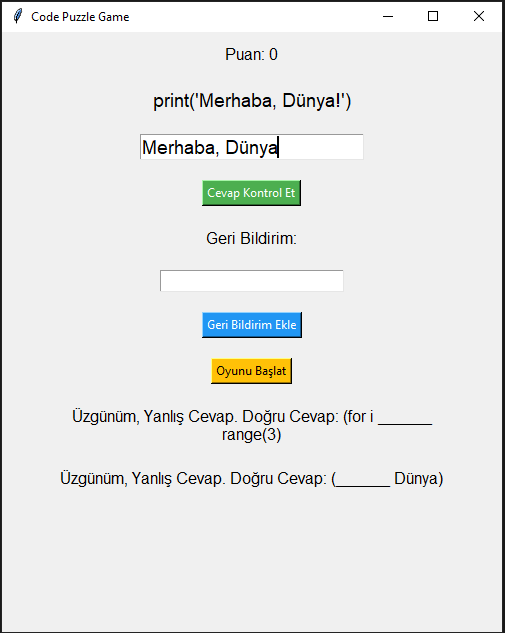 Code Puzzle Game
Puan: 0
print('Merhaba, Dünya!')
Merhaba, Dünya
Cevap Kontrol Et
Geri Bildirim:
Geri Bildirim Ekle
Oyunu Başlat
Üzgünüm, Yanlış Cevap. Doğru Cevap: (for i ______
range(3)
Üzgünüm, Yanlış Cevap. Doğru Cevap: (______ Dünya)